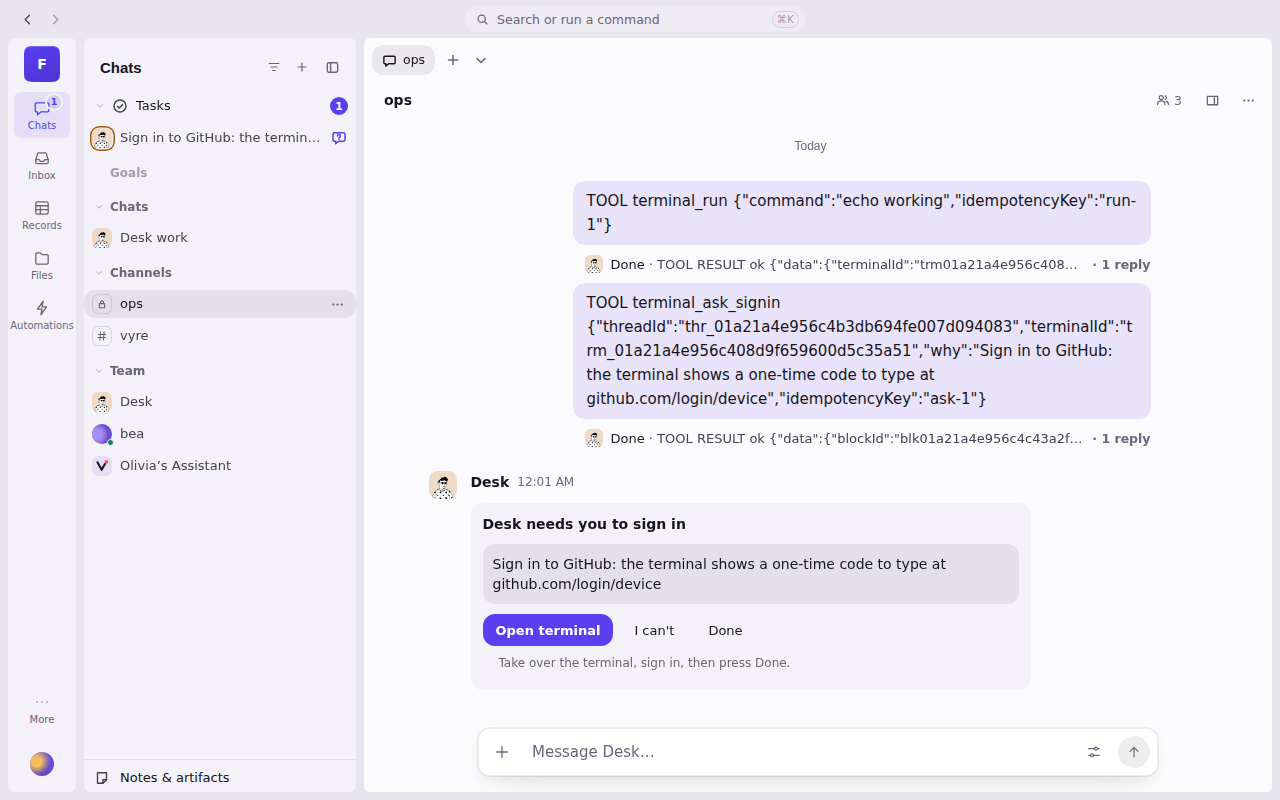 Search or run a command
⌘K
F
1
Chats
Inbox
Records
Files
Automations
More
Chats
Tasks
1
Sign in to GitHub: the termin...
Goals
Chats
Desk work
Channels
ops
vyre
Team
Desk
bea
Olivia’s Assistant
Notes & artifacts
ops
ops
3
Today
TOOL terminal_run {"command":"echo working","idempotencyKey":"run-
1"}
Done · TOOL RESULT ok {"data":{"terminalId":"trm01a21a4e956c408... · 1 reply
TOOL terminal_ask_signin
{"threadId":"thr_01a21a4e956c4b3db694fe007d094083","terminalId":"t
rm_01a21a4e956c408d9f659600d5c35a51","why":"Sign in to GitHub:
the terminal shows a one-time code to type at
github.com/login/device","idempotencyKey":"ask-1"}
Done · TOOL RESULT ok {"data":{"blockId":"blk01a21a4e956c4c43a2f... · 1 reply
Desk 12:01 AM
Desk needs you to sign in
Sign in to GitHub: the terminal shows a one-time code to type at
github.com/login/device
Open terminal I can't Done
Take over the terminal, sign in, then press Done.
Message Desk...